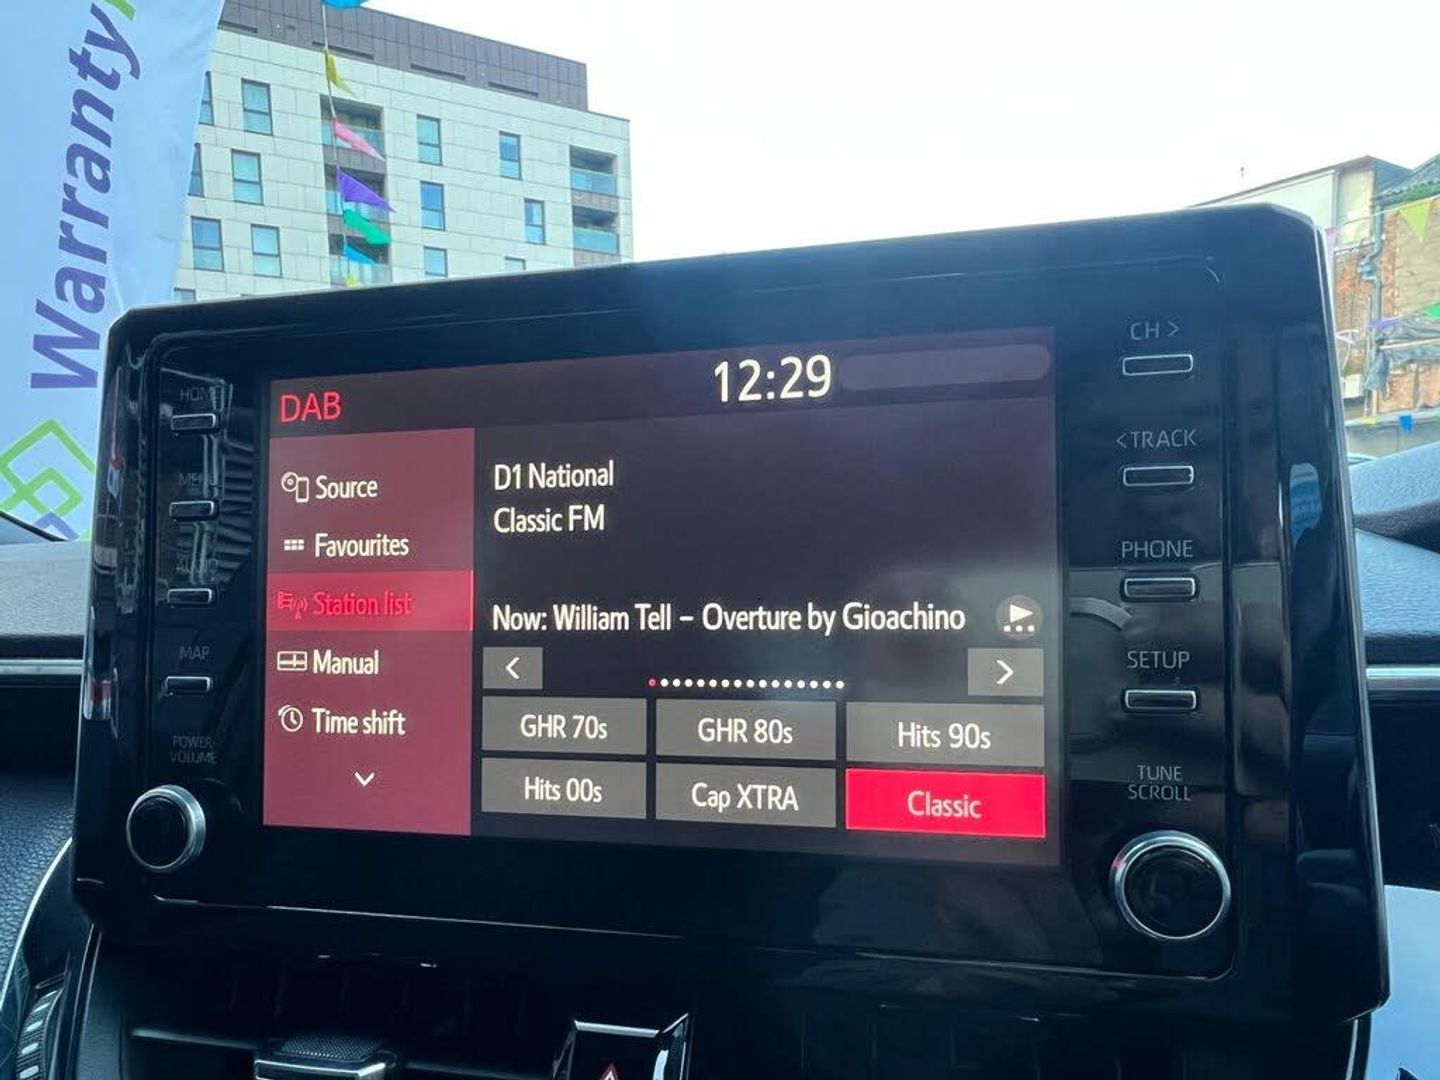 Warranty
HOME
MENU
AUDIO
MAP
POWER
VOLUME
DAB
12:29
Source
Favourites
Station list
Manual
Time shift
D1 National
Classic FM
Now: William Tell – Overture by Gioachino
GHR 70s
GHR 80s
Hits 90s
Hits 00s
Cap XTRA
Classic
CH >
< TRACK
PHONE
SETUP
TUNE
SCROLL